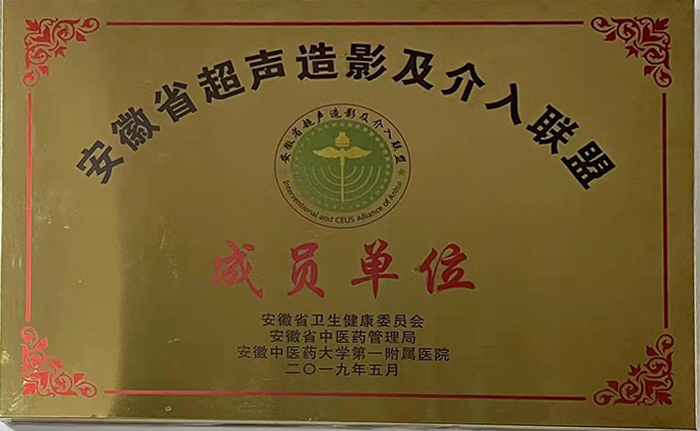 安徽省超声造影及介入联盟
安徽省超声造影及介入联盟
Interventional and CEUS Alliance of Anhui
成员单位
安徽省卫生健康委员会
安徽省中医药管理局
安徽中医药大学第一附属医院
二〇一九年五月